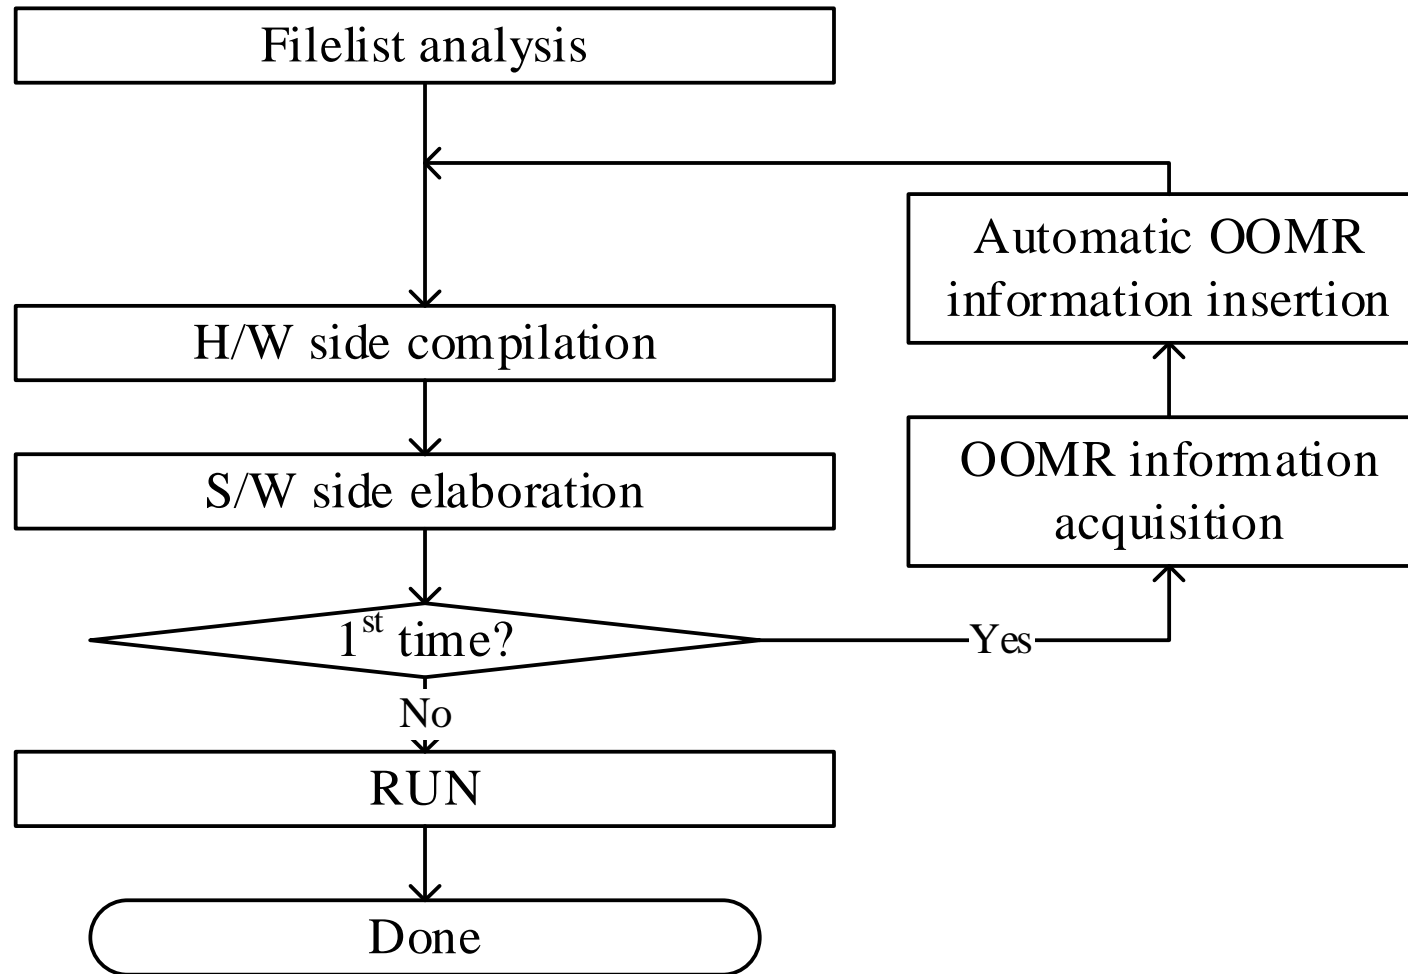 Filelist analysis
Automatic OOMR
information insertion
H/W side compilation
OOMR information
acquisition
S/W side elaboration
1st time?
Yes
No
RUN
Done